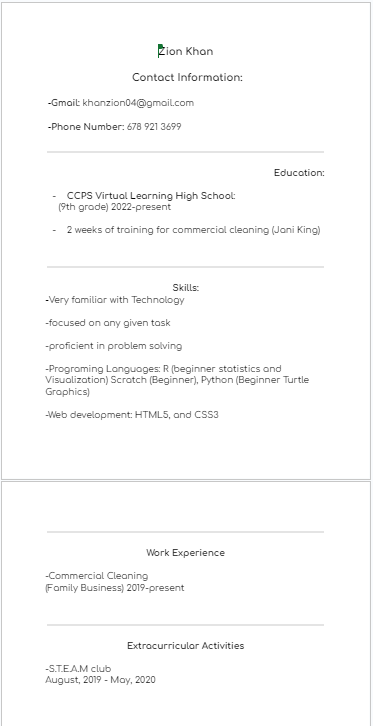 Zion Khan
Contact Information:
-Gmail: khanzion04@gmail.com
-Phone Number: 678 921 3699
Education:
- CCPS Virtual Learning High School:
(9th grade) 2022-present
- 2 weeks of training for commercial cleaning (Jani King)
Skills:
-Very familiar with Technology
-focused on any given task
-proficient in problem solving
-Programing Languages: R (beginner statistics and
Visualization) Scratch (Beginner), Python (Beginner Turtle
Graphics)
-Web development: HTML5, and CSS3
Work Experience
-Commercial Cleaning
(Family Business) 2019-present
Extracurricular Activities
-S.T.E.A.M club
August, 2019 - May, 2020